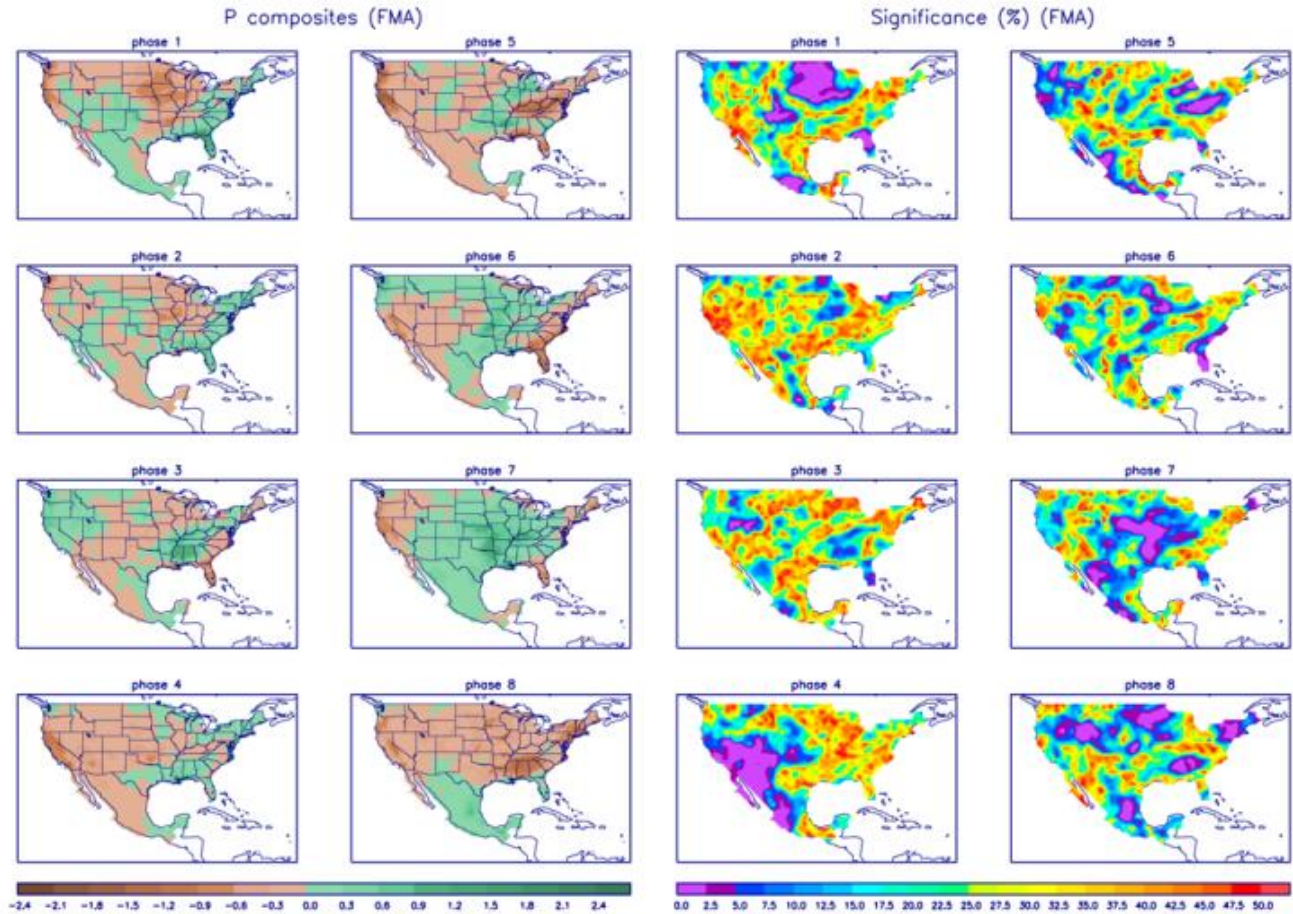 P composites (FMA) Significance (%) (FMA)
phase 1 phase 5 phase 1 phase 5
phase 2 phase 6 phase 2 phase 6
phase 3 phase 7 phase 3 phase 7
phase 4 phase 8 phase 4 phase 8
-2.4 -2.1 -1.8 -1.5 -1.2 -0.9 -0.6 -0.3 0.0 0.3 0.6 0.9 1.2 1.5 1.8 2.1 2.4 0.0 2.5 5.0 7.5 10.0 12.5 15.0 17.5 20.0 22.5 25.0 27.5 30.0 32.5 35.0 37.5 40.0 42.5 45.0 47.5 50.0